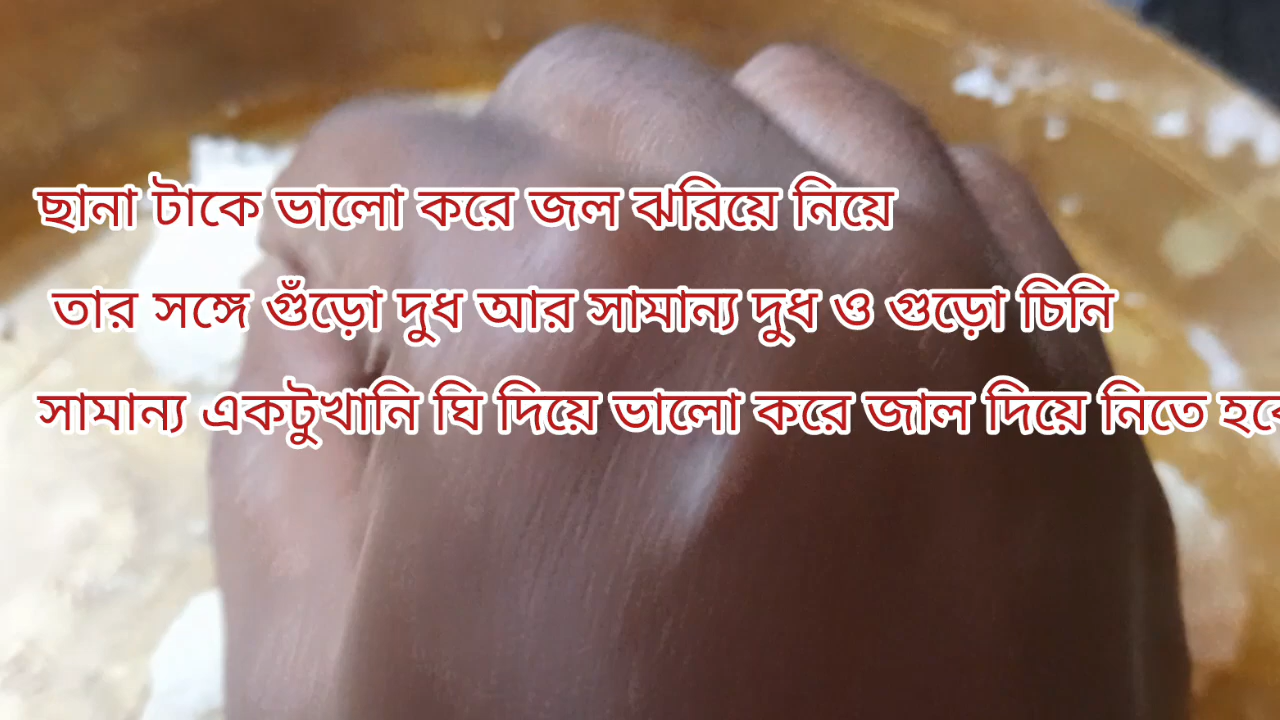 ছানা টাকে ভালো করে জল ঝরিয়ে নিয়ে
তার সঙ্গে গুঁড়ো দুধ আর সামান্য দুধ ও গুড়ো চিনি
সামান্য একটুখানি ঘি দিয়ে ভালো করে জাল দিয়ে নিতে